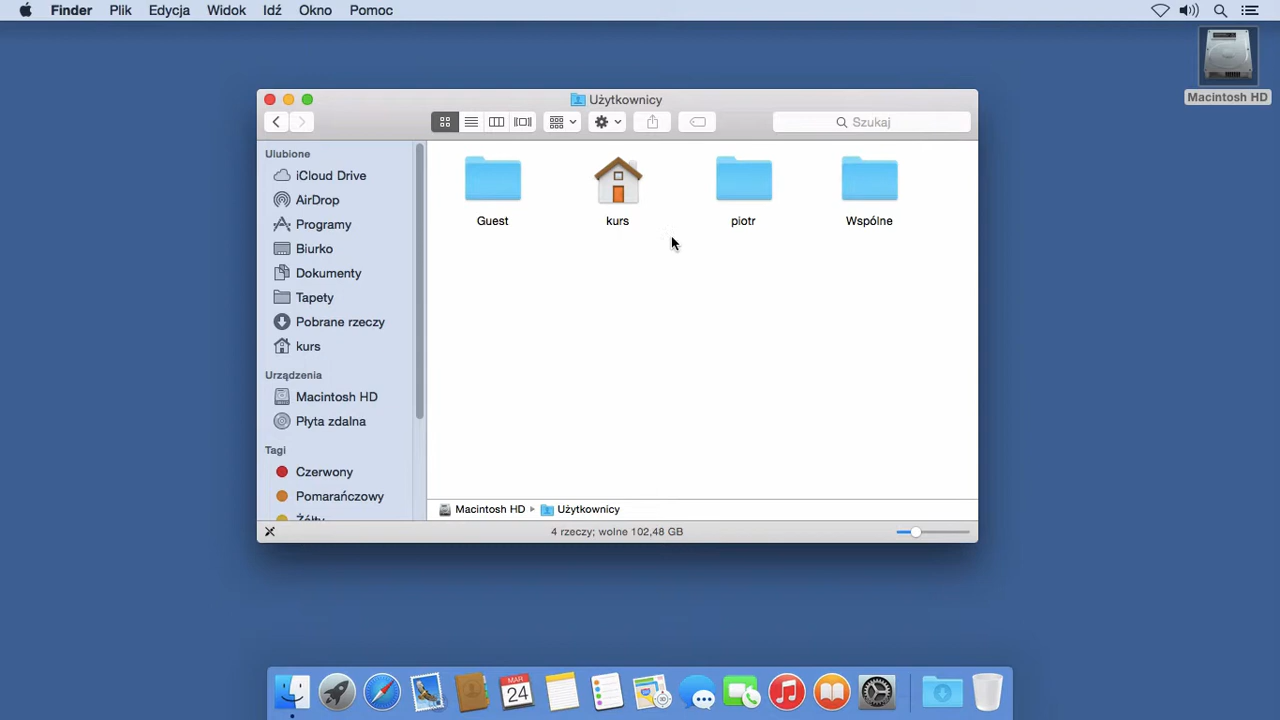 Finder Plik Edycja Widok Idź Okno Pomoc
Macintosh HD
Użytkownicy
Szukaj
Ulubione
iCloud Drive
AirDrop
Programy
Biurko
Dokumenty
Tapety
Pobrane rzeczy
kurs
Urządzenia
Macintosh HD
Płyta zdalna
Tagi
Czerwony
Pomarańczowy
Żółty
Guest kurs piotr Wspólne
Macintosh HD Użytkownicy
4 rzeczy; wolne 102,48 GB
MAR
24